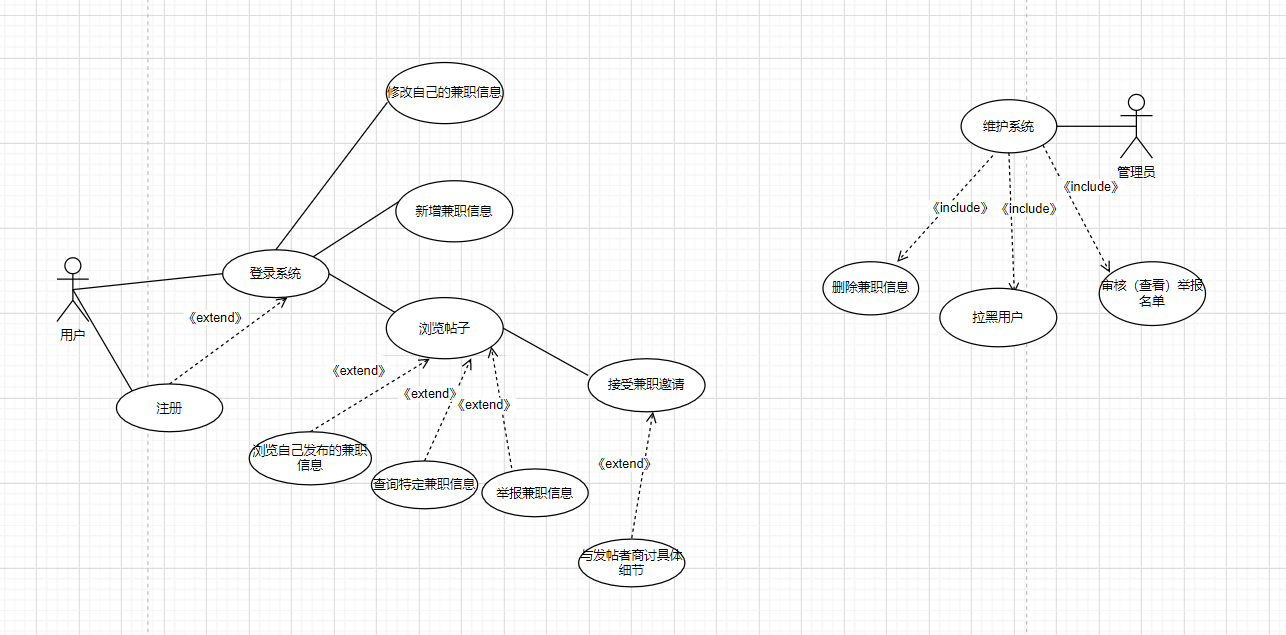 修改自己的兼职信息
新增兼职信息
登录系统
用户
《extend》
浏览帖子
注册
《extend》
《extend》
《extend》
接受兼职邀请
浏览自己发布的兼职
信息
查询特定兼职信息
举报兼职信息
《extend》
与发帖者商讨具体
细节
维护系统
管理员
《include》
《include》
《include》
删除兼职信息
拉黑用户
审核（查看）举报
名单